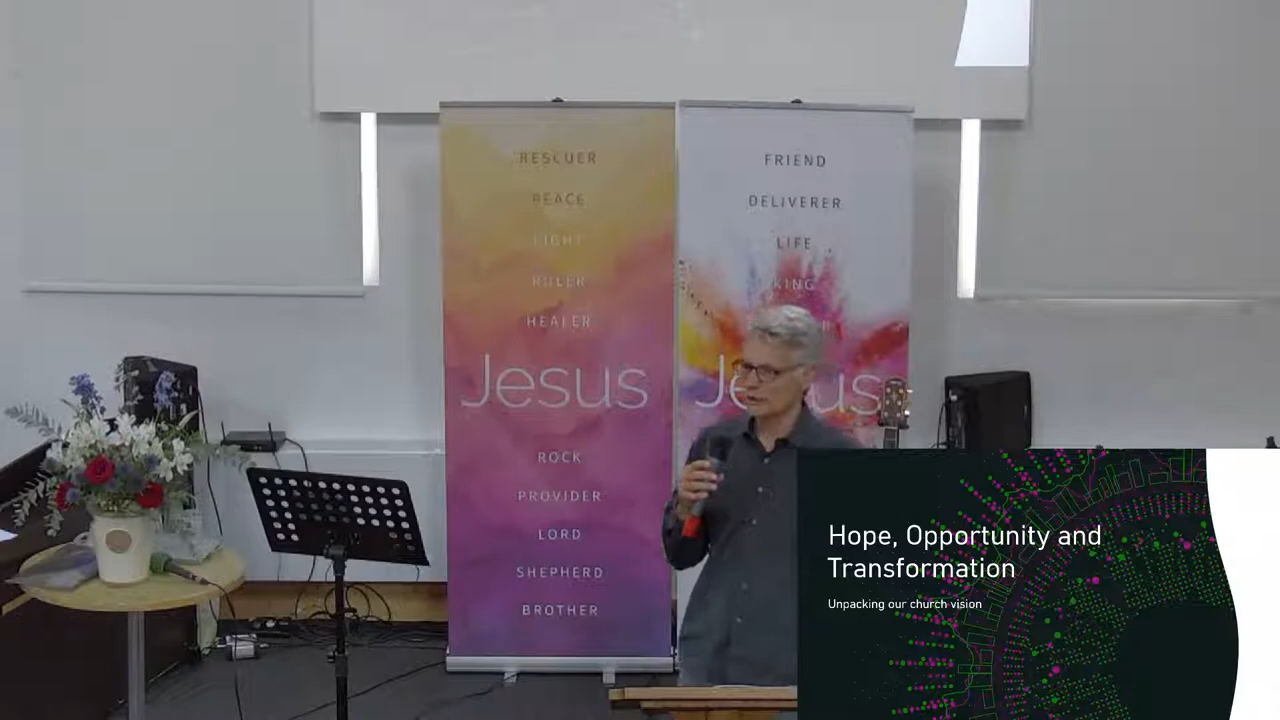 RESCUER
PEACE
LIGHT
RULER
HEALER
Jesus
ROCK
PROVIDER
LORD
SHEPHERD
BROTHER
FRIEND
DELIVERER
LIFE
KING
Hope, Opportunity and
Transformation
Unpacking our church vision